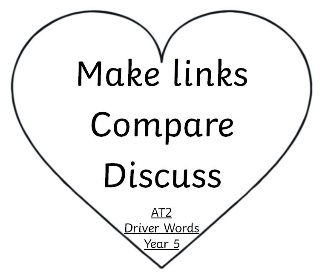 Make links
Compare
Discuss
AT2
Driver Words
Year 5